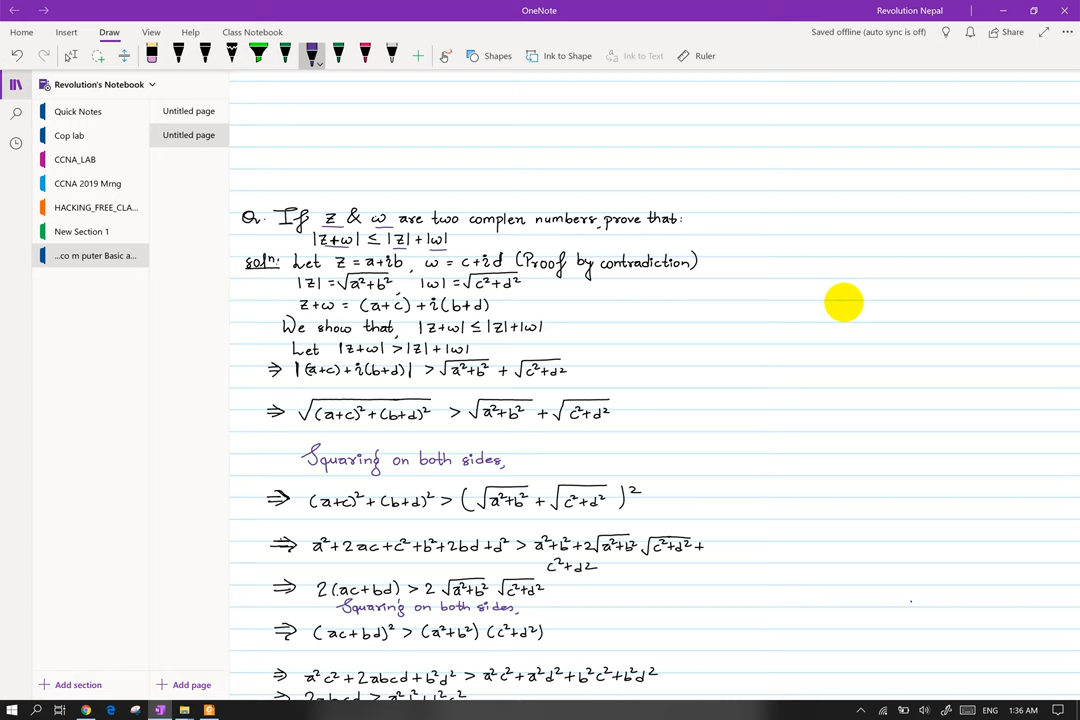 OneNote
Revolution Nepal
Home Insert Draw View Help Class Notebook
Saved offline (auto sync is off)
Share
Shapes
Ink to Shape
Ink to Text
Ruler
Revolution's Notebook
Quick Notes
Cop lab
CCNA_LAB
CCNA 2019 Mrng
HACKING_FREE_CLA...
New Section 1
...co m puter Basic a...
Untitled page
Untitled page
Q. If z & ω are two complex numbers, prove that:
|z+ω| ≤ |z| + |ω|
solⁿ: Let z = a+ib, ω = c+id (Proof by contradiction)
|z| = √(a²+b²), |ω| = √(c²+d²)
z+ω = (a+c) + i(b+d)
We show that, |z+ω| ≤ |z| + |ω|
Let |z+ω| > |z| + |ω|
⇒ |(a+c) + i(b+d)| > √(a²+b²) + √(c²+d²)
⇒ √((a+c)² + (b+d)²) > √(a²+b²) + √(c²+d²)
Squaring on both sides,
⇒ (a+c)² + (b+d)² > (√(a²+b²) + √(c²+d²))²
⇒ a²+2ac+c²+b²+2bd+d² > a²+b²+2√(a²+b²) √(c²+d²) +
c²+d2
⇒ 2(ac+bd) > 2 √(a²+b²) √(c²+d²)
Squaring on both sides,
⇒ (ac+bd)² > (a²+b²) (c²+d²)
⇒ a²c² + 2abcd + b²d² > a²c² + a²d² + b²c² + b²d²
Add section
Add page
ENG
1:36 AM